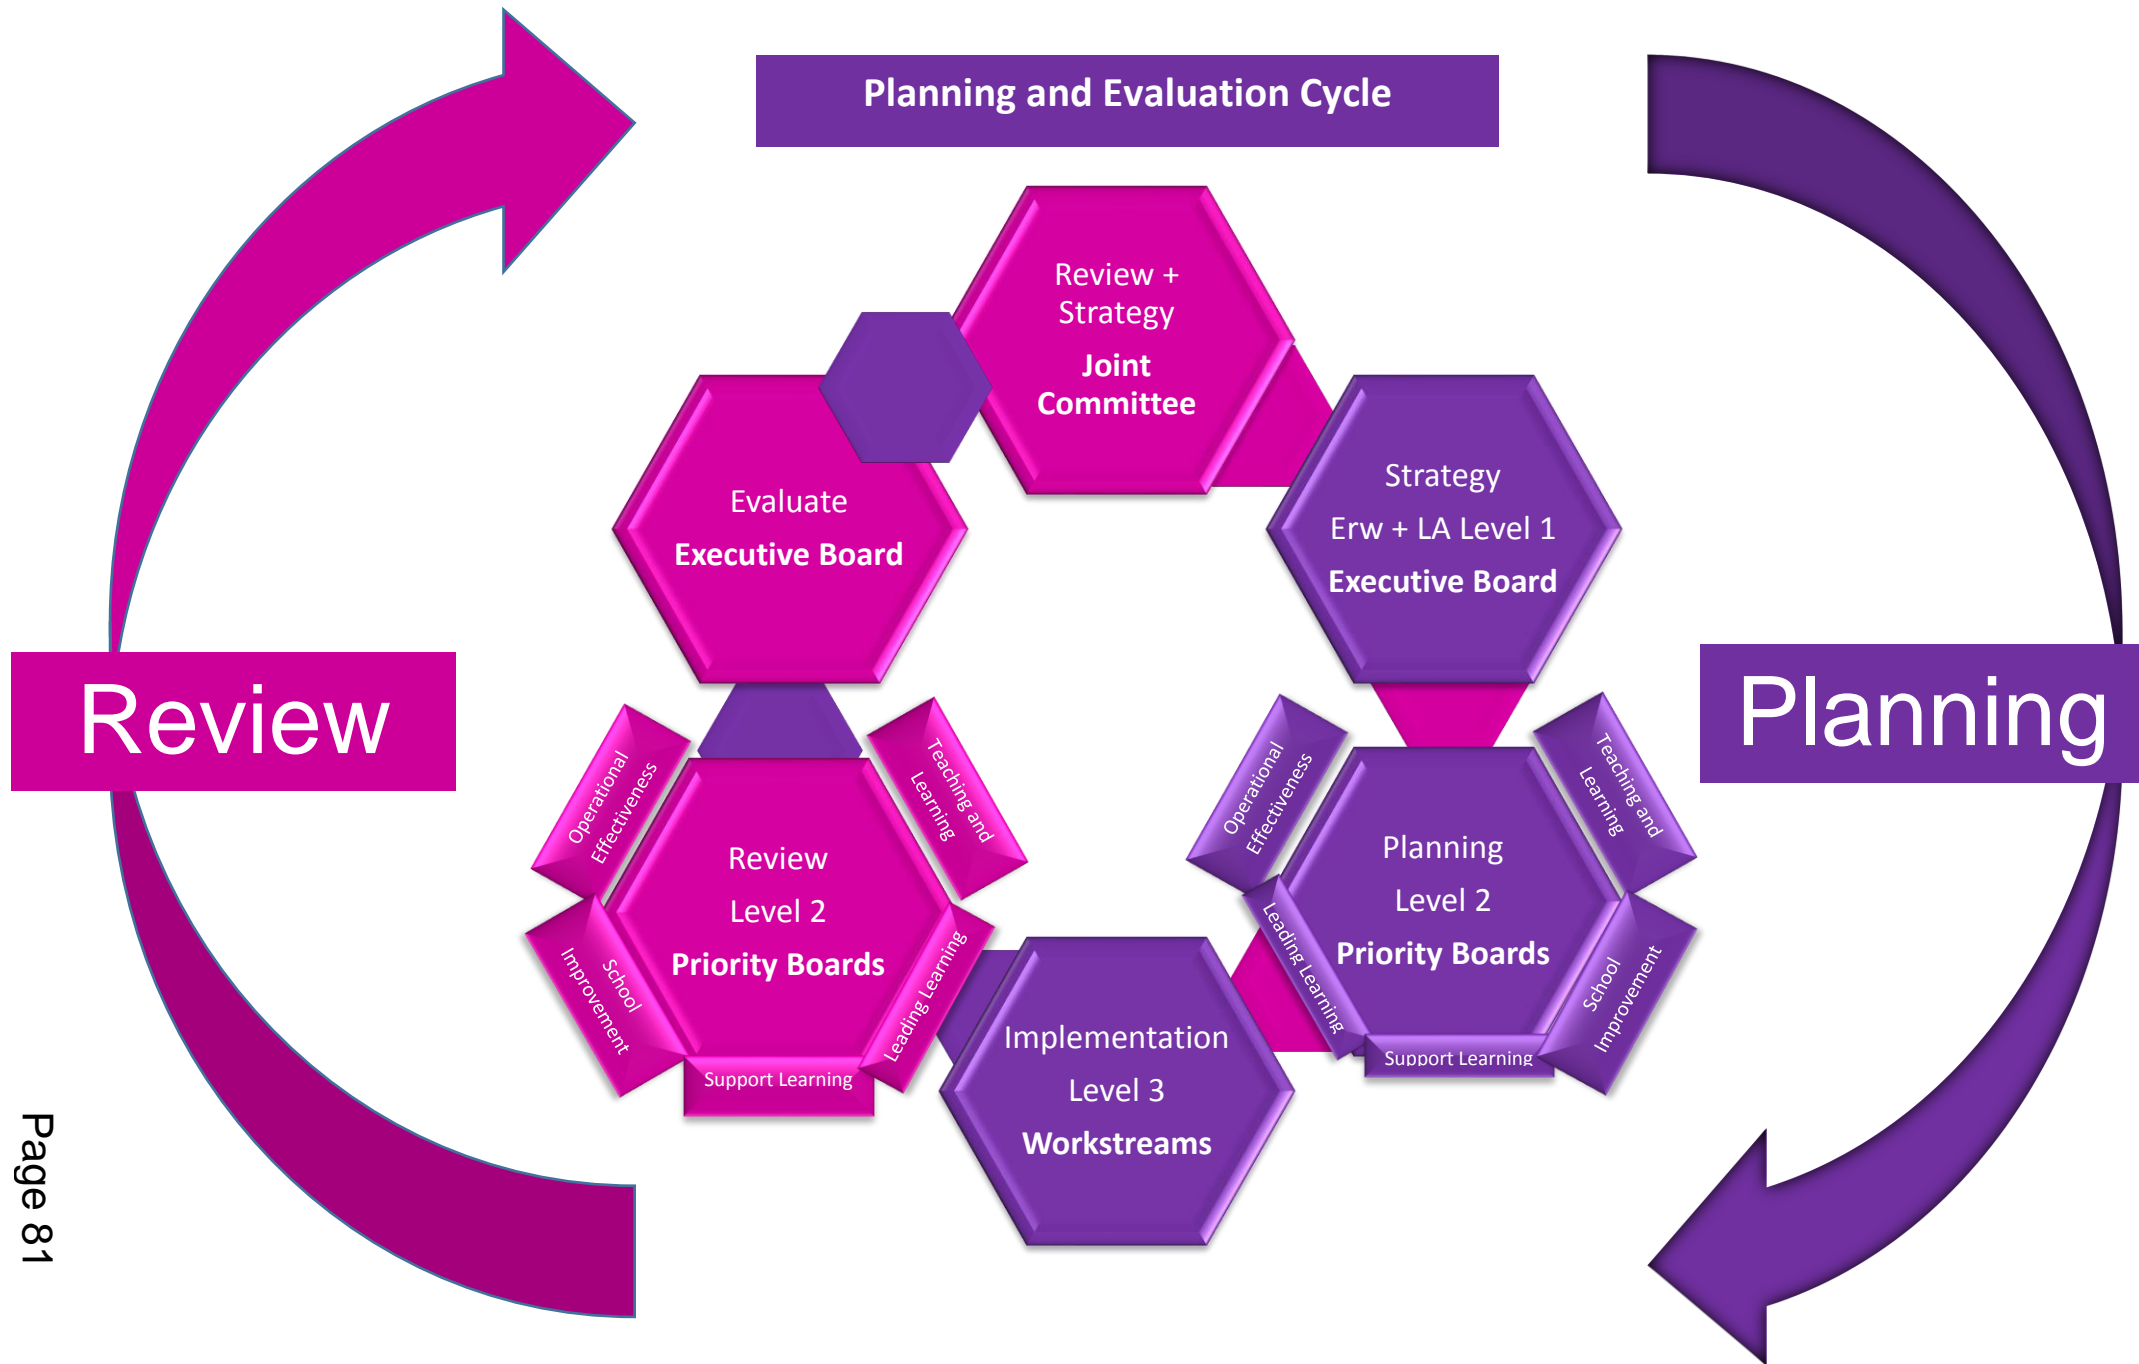 Planning and Evaluation Cycle
Review +
Strategy
Joint
Committee
Strategy
Erw + LA Level 1
Executive Board
Evaluate
Executive Board
Review
Planning
Operational
Effectiveness
Teaching and
Learning
Review
Level 2
Priority Boards
School
Improvement
Support Learning
Leading Learning
Operational
Effectiveness
Teaching and
Learning
Planning
Level 2
Priority Boards
Leading Learning
Support Learning
School
Improvement
Implementation
Level 3
Workstreams
Page 81